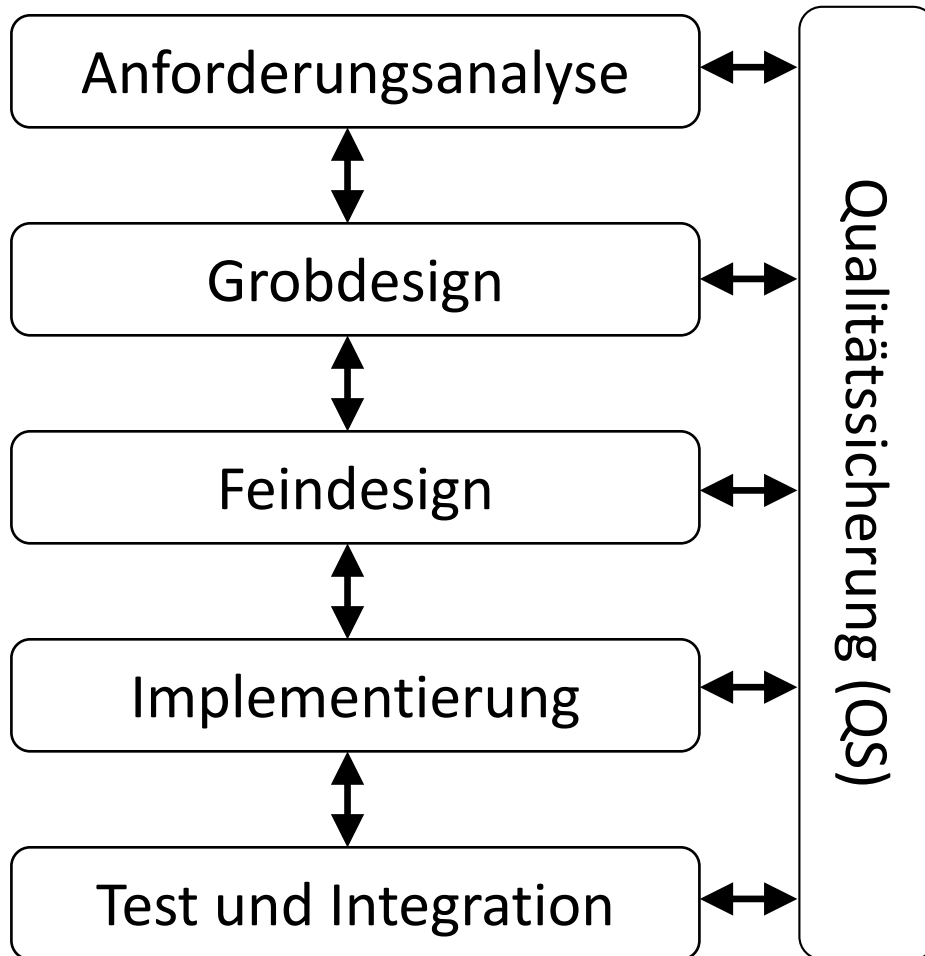 Anforderungsanalyse
Grobdesign
Feindesign
Implementierung
Test und Integration
Qualitätssicherung (QS)